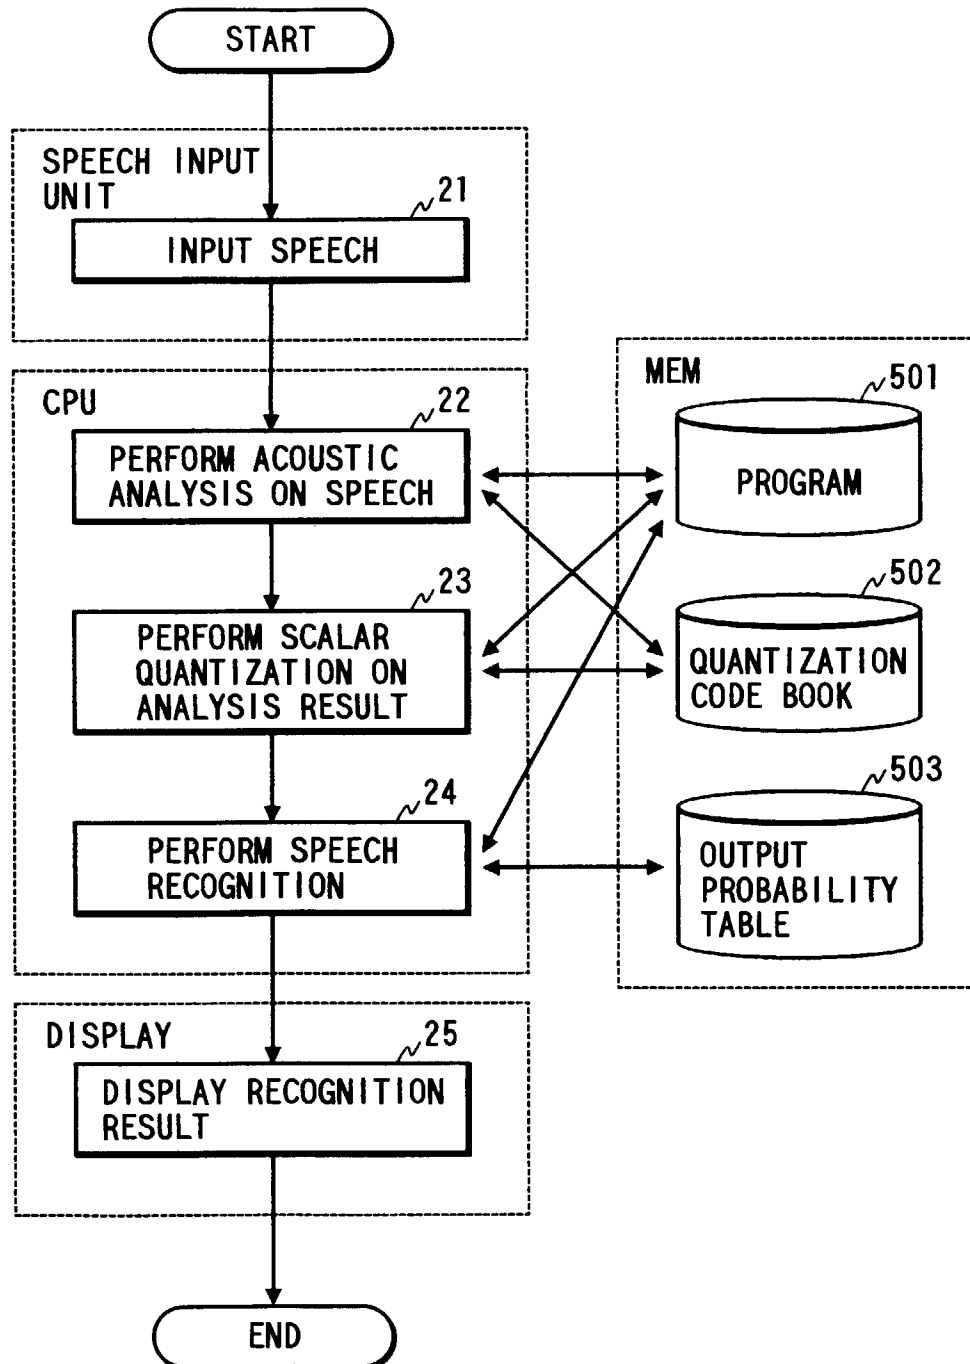 START
SPEECH INPUT
UNIT
21
INPUT SPEECH
CPU
22
PERFORM ACOUSTIC
ANALYSIS ON SPEECH
23
PERFORM SCALAR
QUANTIZATION ON
ANALYSIS RESULT
24
PERFORM SPEECH
RECOGNITION
MEM
501
PROGRAM
502
QUANTIZATION
CODE BOOK
503
OUTPUT
PROBABILITY
TABLE
DISPLAY
25
DISPLAY RECOGNITION
RESULT
END